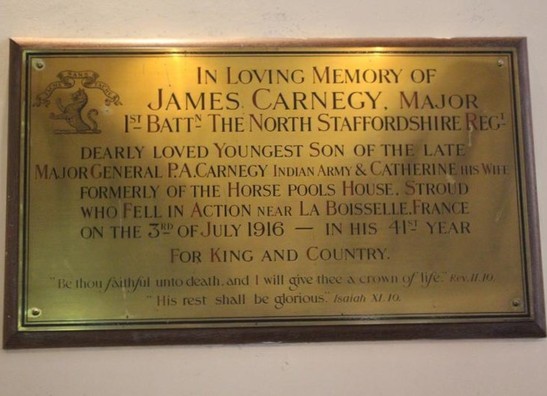 IN LOVING MEMORY OF
JAMES CARNEGY, MAJOR
1ST BATTN THE NORTH STAFFORDSHIRE REGT
DEARLY LOVED YOUNGEST SON OF THE LATE
MAJOR GENERAL P.A. CARNEGY INDIAN ARMY & CATHERINE HIS WIFE
FORMERLY OF THE HORSE POOLS HOUSE, STROUD
WHO FELL IN ACTION NEAR LA BOISSELLE, FRANCE
ON THE 3RD OF JULY 1916 — IN HIS 41ST YEAR
FOR KING AND COUNTRY.
"Be thou faithful unto death, and I will give thee a crown of life." Rev. II. 10.
"His rest shall be glorious." Isaiah XI. 10.